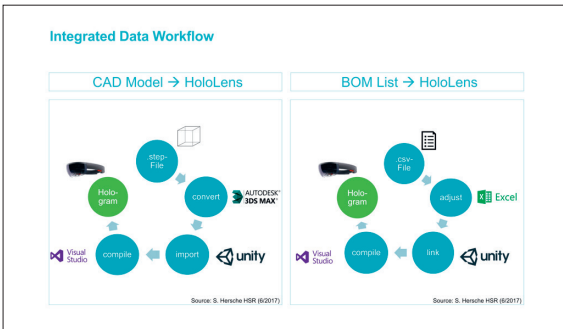 Integrated Data Workflow
CAD Model → HoloLens
.step-
File
convert
AUTODESK®
3DS MAX®
import
unity
compile
Visual
Studio
Holo-
gram
Source: S. Hersche HSR (6/2017)
BOM List → HoloLens
.csv-
File
adjust
Excel
link
unity
compile
Visual
Studio
Holo-
gram
Source: S. Hersche HSR (6/2017)